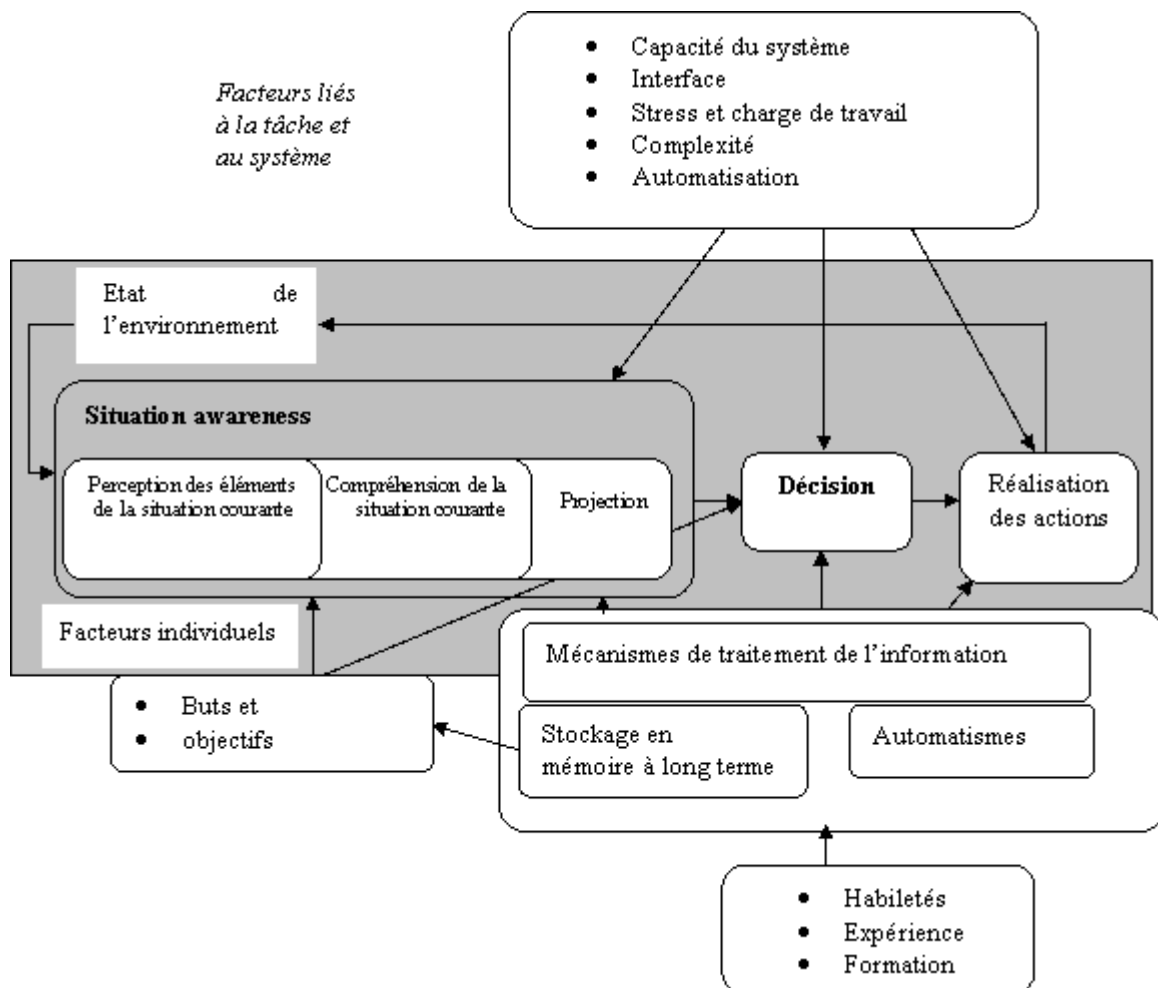 Capacité du système
Interface
Stress et charge de travail
Complexité
Automatisation
Facteurs liés
à la tâche et
au système
Etat de
l'environnement
Situation awareness
Perception des éléments
de la situation courante
Compréhension de la
situation courante
Projection
Décision
Réalisation
des actions
Facteurs individuels
Mécanismes de traitement de l'information
Buts et
objectifs
Stockage en
mémoire à long terme
Automatismes
Habiletés
Expérience
Formation